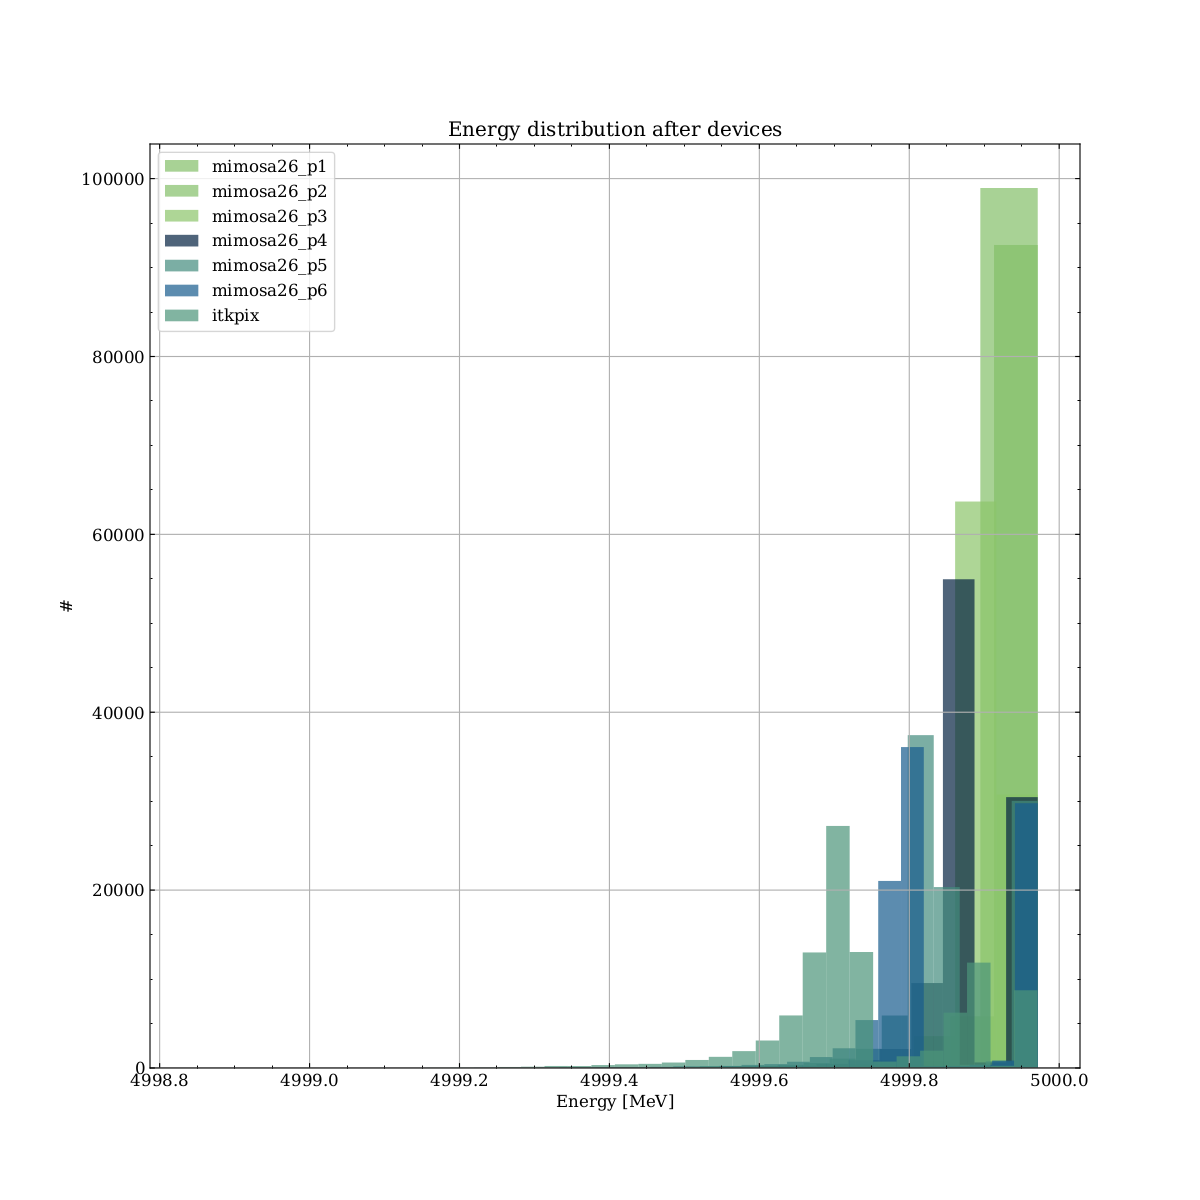 Energy distribution after devices
mimosa26_p1
mimosa26_p2
mimosa26_p3
mimosa26_p4
mimosa26_p5
mimosa26_p6
itkpix
100000
80000
60000
40000
20000
0
#
4998.8 4999.0 4999.2 4999.4 4999.6 4999.8 5000.0
Energy [MeV]